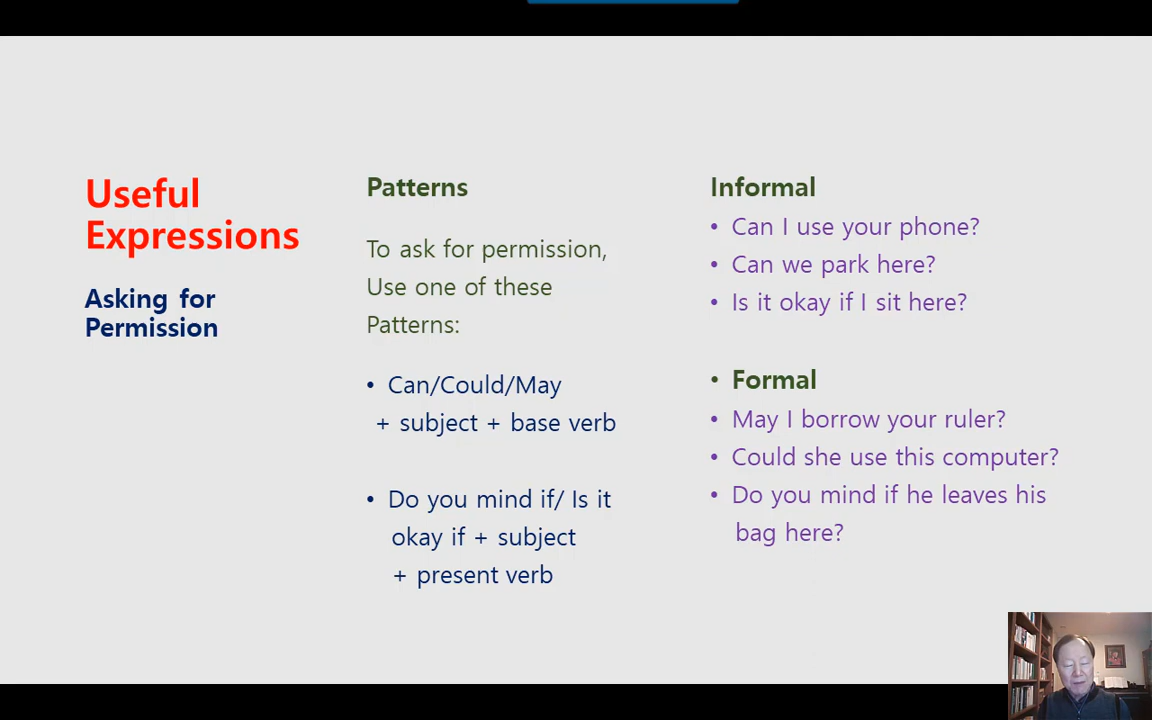 Useful
Expressions
Asking for
Permission
Patterns
To ask for permission,
Use one of these
Patterns:
• Can/Could/May
+ subject + base verb
• Do you mind if/ Is it
okay if + subject
+ present verb
Informal
• Can I use your phone?
• Can we park here?
• Is it okay if I sit here?
• Formal
• May I borrow your ruler?
• Could she use this computer?
• Do you mind if he leaves his
bag here?